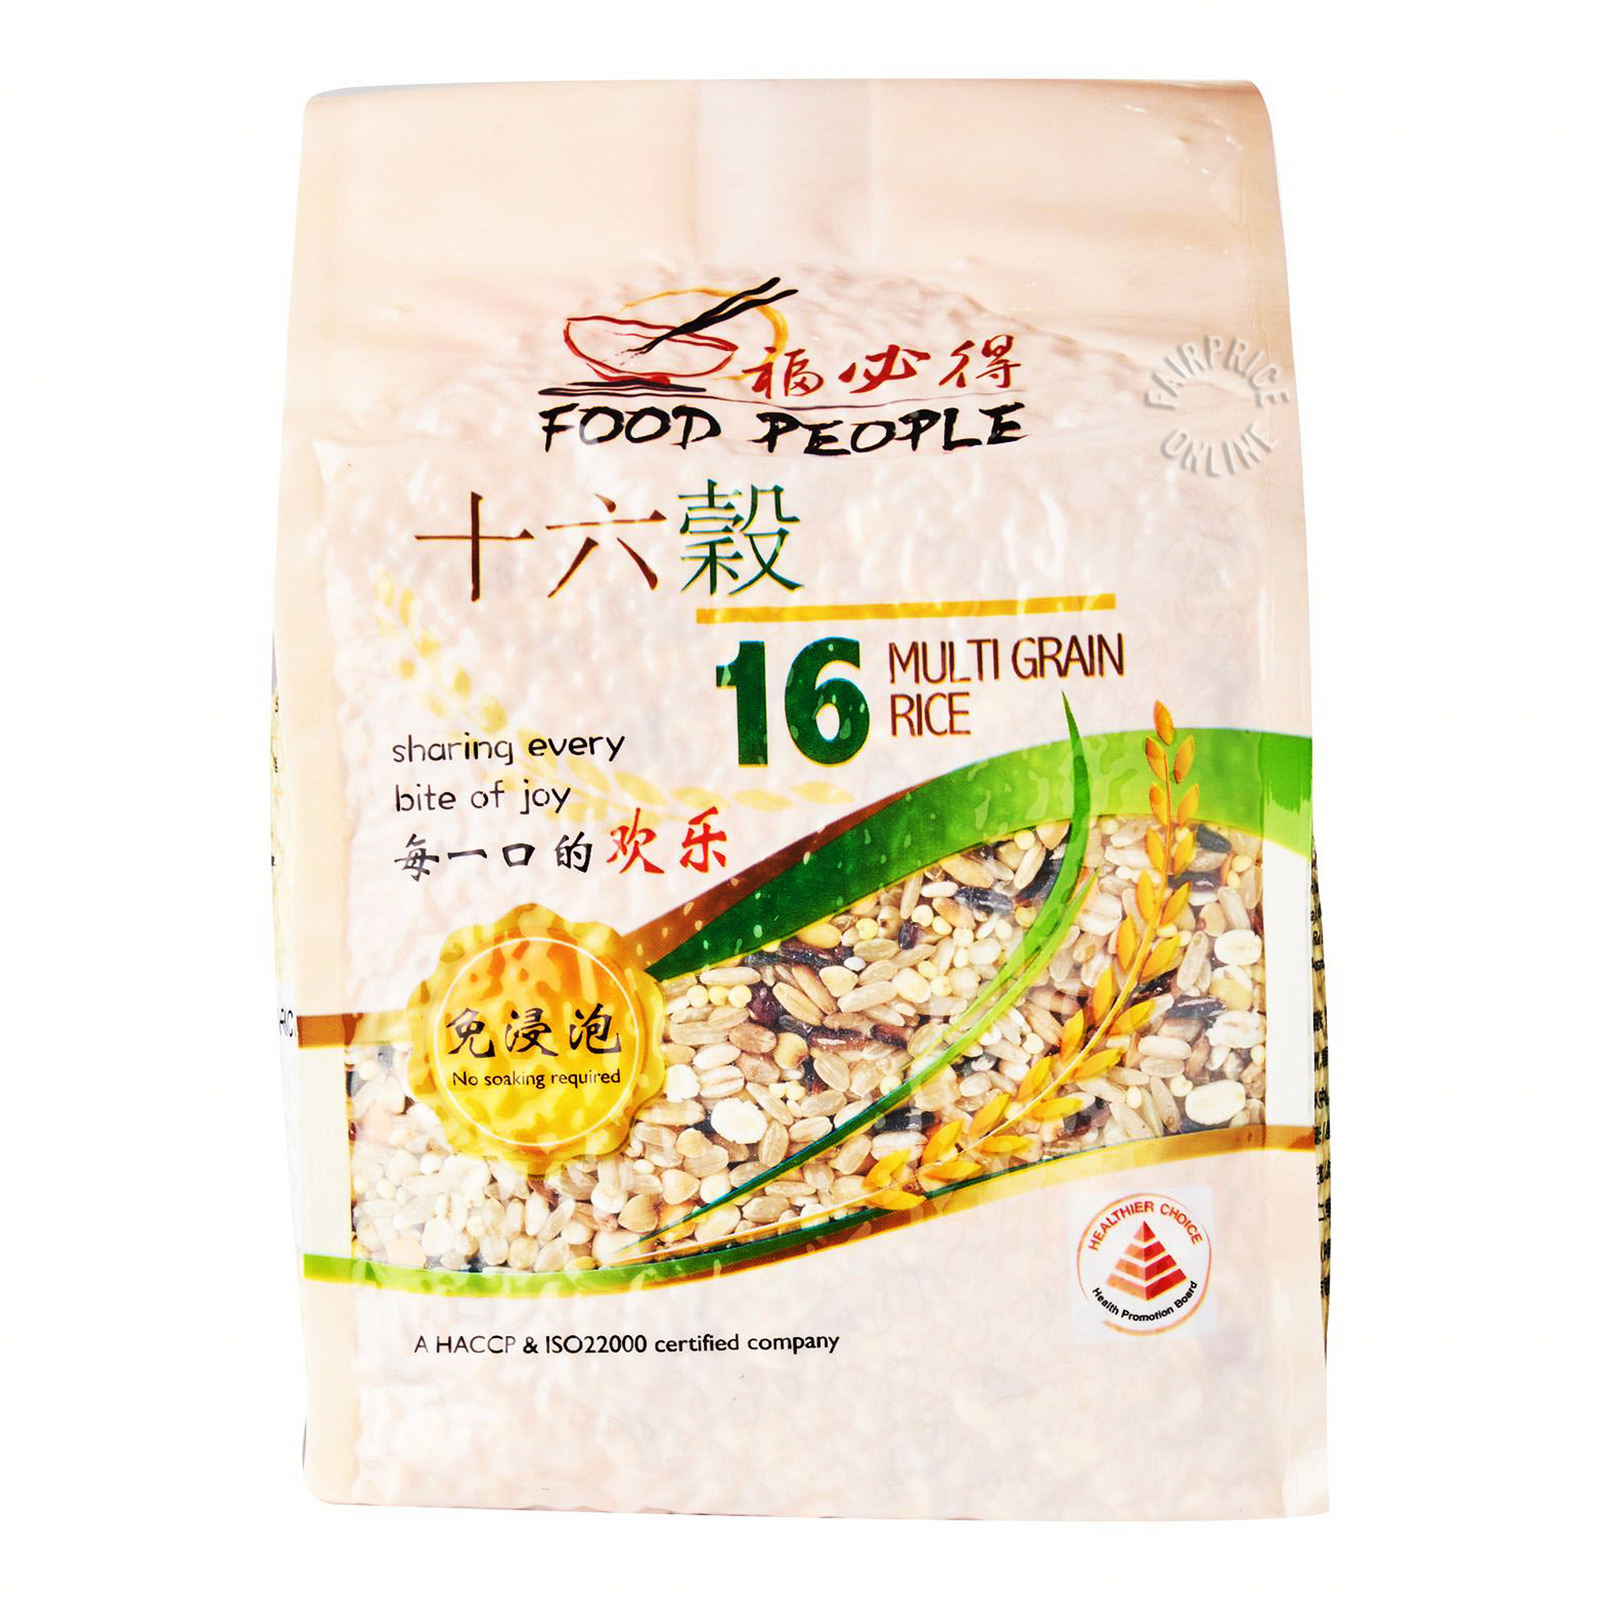 福必得
FOOD PEOPLE
FAIRPRICE
ONLINE
十六穀
16 MULTI GRAIN
RICE
sharing every
bite of joy
每一口的欢乐
免浸泡
No soaking required
HEALTHIER CHOICE
Health Promotion Board
A HACCP & ISO22000 certified company